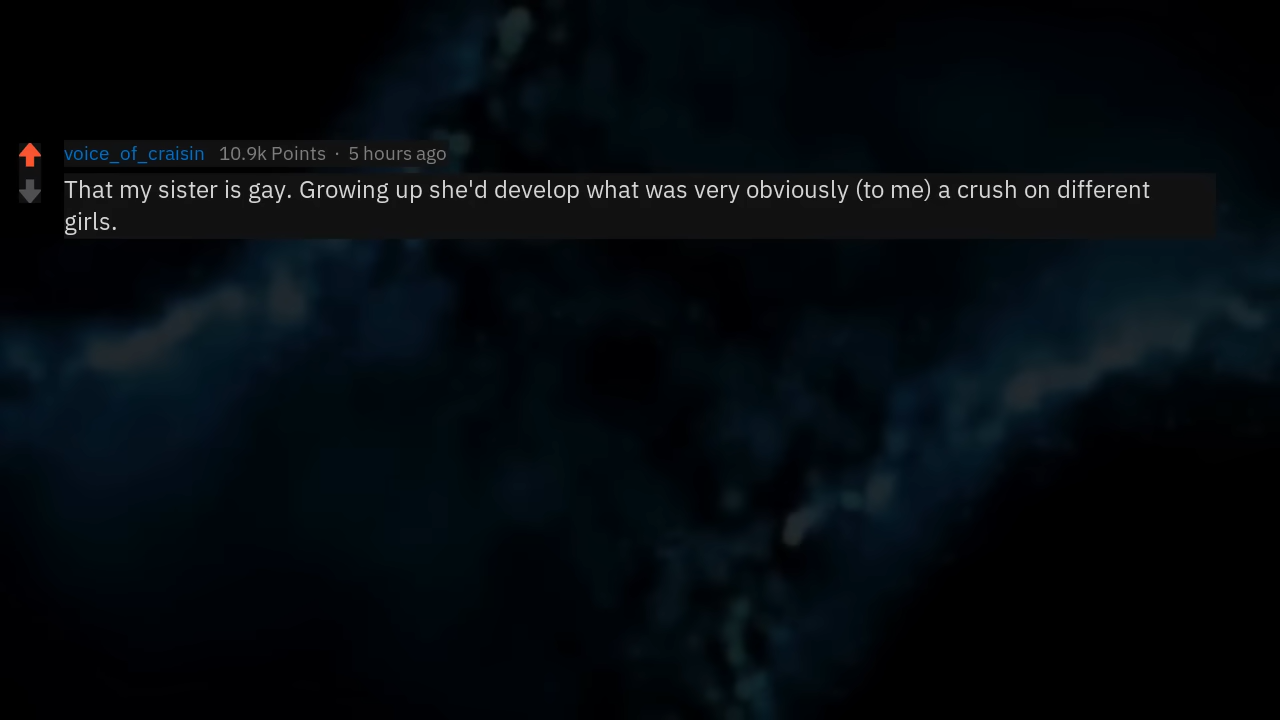 voice_of_craisin 10.9k Points · 5 hours ago
That my sister is gay. Growing up she'd develop what was very obviously (to me) a crush on different
girls.